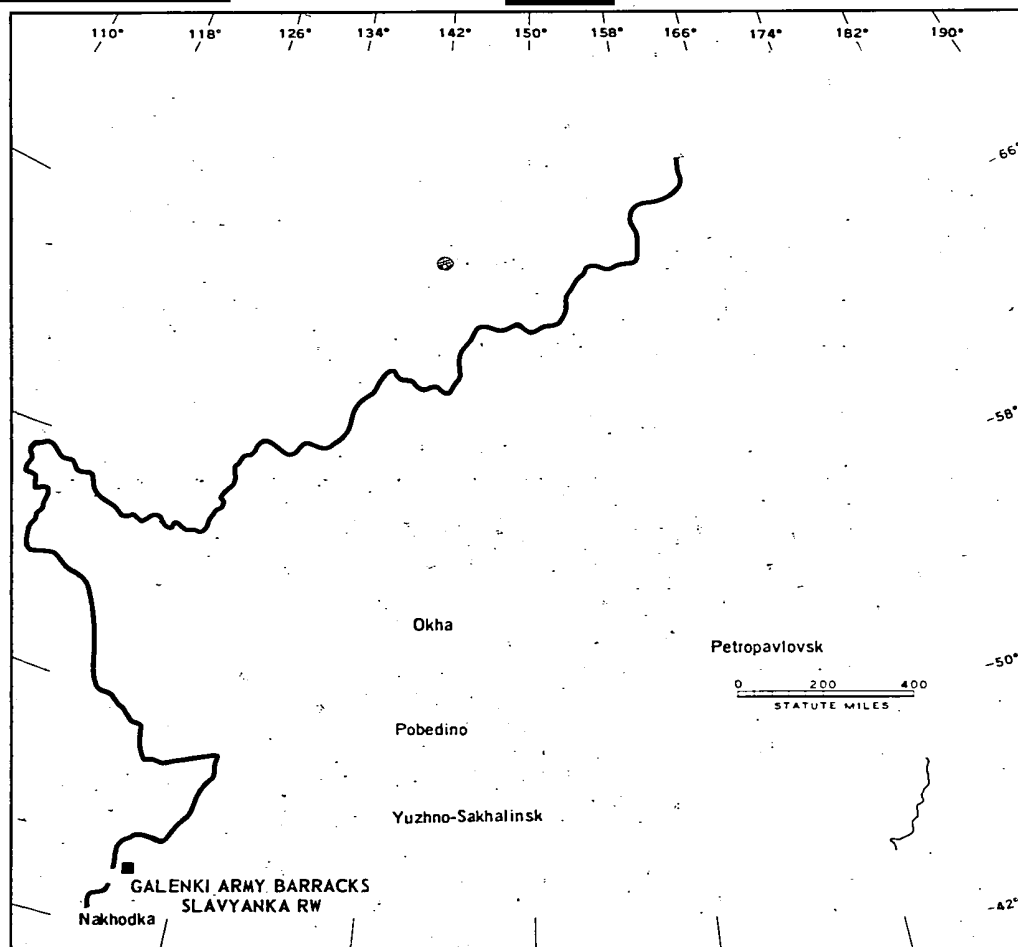 110° 118° 126° 134° 142° 150° 158° 166° 174° 182° 190°
66°
58°
Okha
Petropavlovsk
50°
0 200 400
STATUTE MILES
Pobedino
Yuzhno-Sakhalinsk
GALENKI ARMY BARRACKS
SLAVYANKA RW
42°
Nakhodka